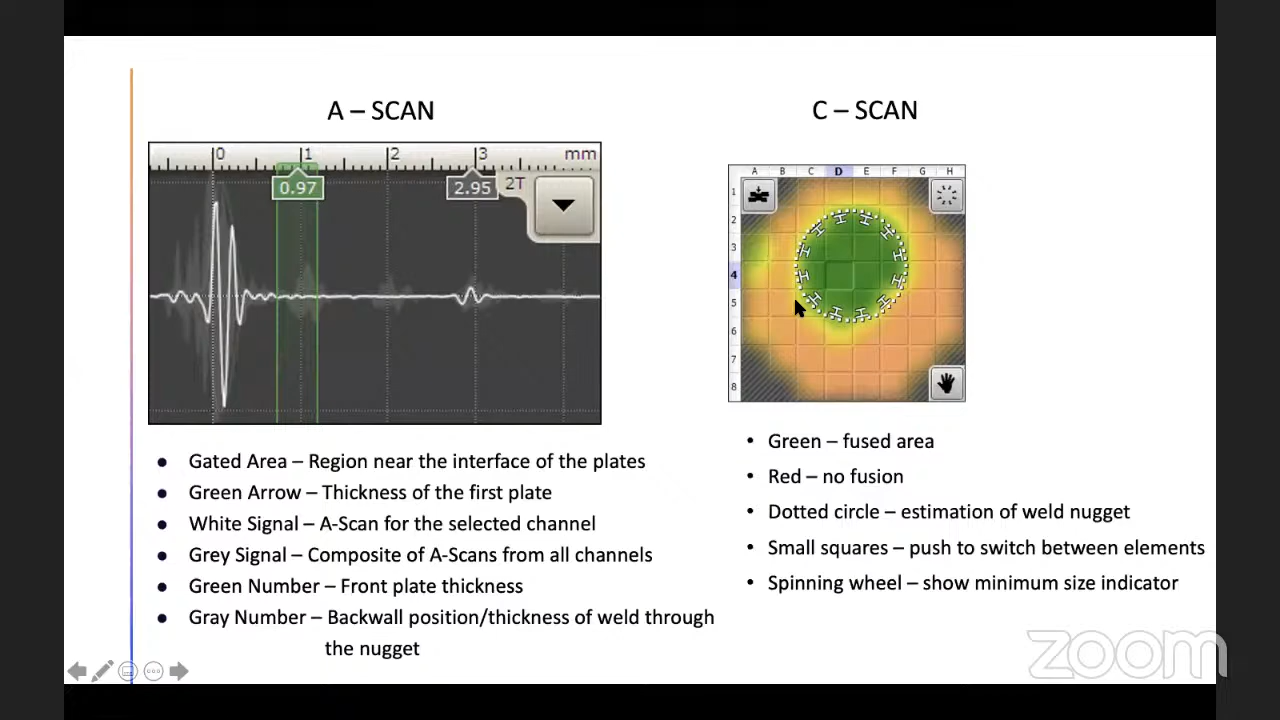 A – SCAN
0 1 2 3 mm
0.97 2.95 2T
Gated Area – Region near the interface of the plates
Green Arrow – Thickness of the first plate
White Signal – A-Scan for the selected channel
Grey Signal – Composite of A-Scans from all channels
Green Number – Front plate thickness
Gray Number – Backwall position/thickness of weld through
the nugget
C – SCAN
A B C D E F G H
1
2
3
4
5
6
7
8
Green – fused area
Red – no fusion
Dotted circle – estimation of weld nugget
Small squares – push to switch between elements
Spinning wheel – show minimum size indicator
zoom